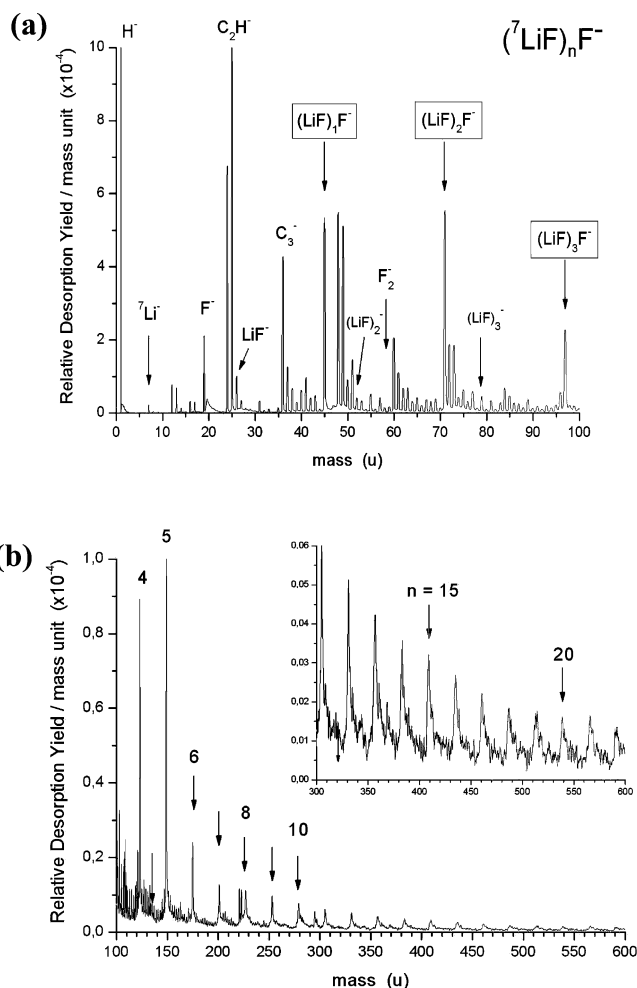 (a)
(⁷LiF)ₙF⁻
H⁻
C₂H⁻
(LiF)₁F⁻
(LiF)₂F⁻
(LiF)₃F⁻
C₃⁻
F₂⁻
⁷Li⁻
F⁻
LiF⁻
(LiF)₂⁻
(LiF)₃⁻
Relative Desorption Yield / mass unit (x10⁻⁴)
10
8
6
4
2
0
0 10 20 30 40 50 60 70 80 90 100
mass (u)
(b)
5
4
6
8
10
Relative Desorption Yield / mass unit (x10⁻⁴)
1,0
0,8
0,6
0,4
0,2
0,0
100 150 200 250 300 350 400 450 500 550 600
mass (u)
0,06
0,05
0,04
0,03
0,02
0,01
0,00
n = 15
20
300 350 400 450 500 550 600